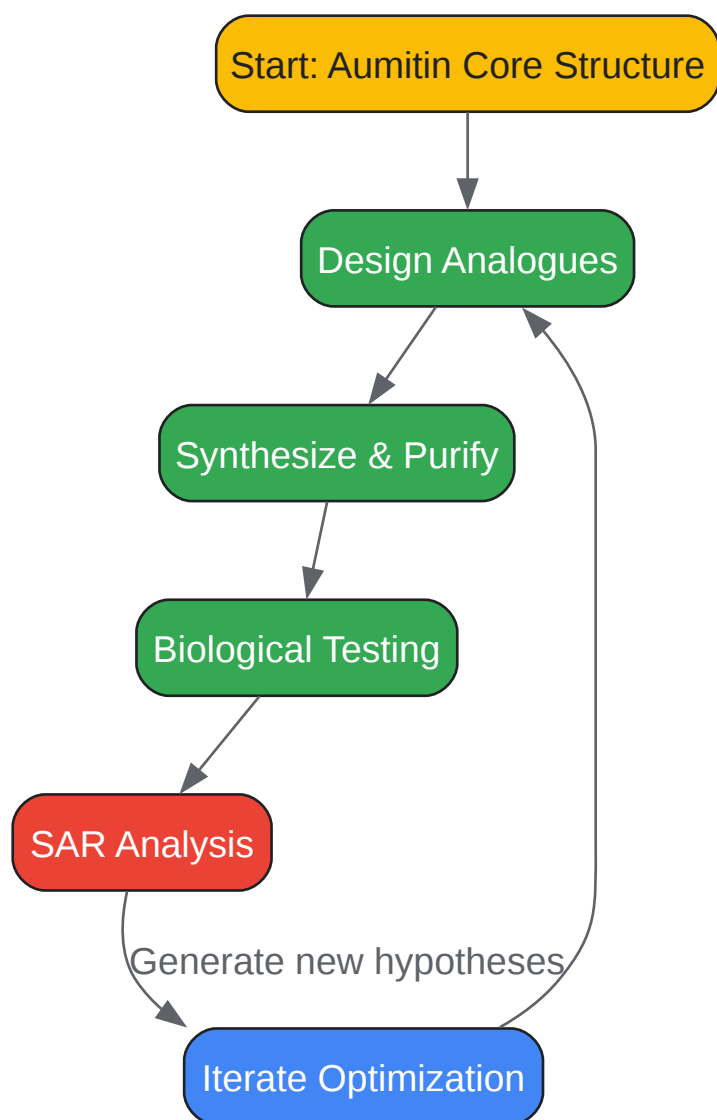 Start: Aumitin Core Structure
Design Analogues
Synthesize & Purify
Biological Testing
SAR Analysis
Generate new hypotheses
Iterate Optimization